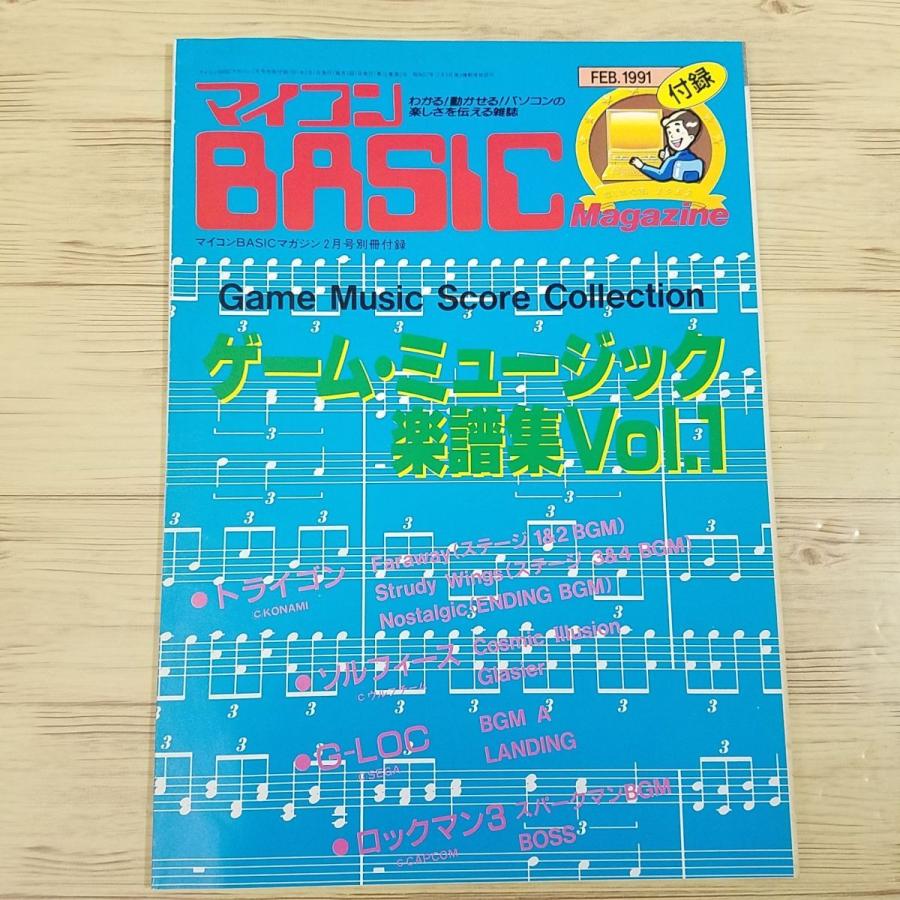 FEB.1991
付録
マイコン
わかる!動かせる!パソコンの
楽しさを伝える雑誌
BASIC
Magazine
マイコンBASICマガジン2月号別冊付録
Game Music Score Collection
ゲーム・ミュージック
楽譜集Vol.1
●トライゴン
©KONAMI
Faraway(ステージ1&2 BGM)
Strudy Wings(ステージ 3&4 BGM)
Nostalgic(ENDING BGM)
●ソルフィース
©ウルフチーム
Cosmic Illusion
Glasier
●G-LOC
©SEGA
BGM A
LANDING
●ロックマン3
©CAPCOM
スパークマンBGM
BOSS